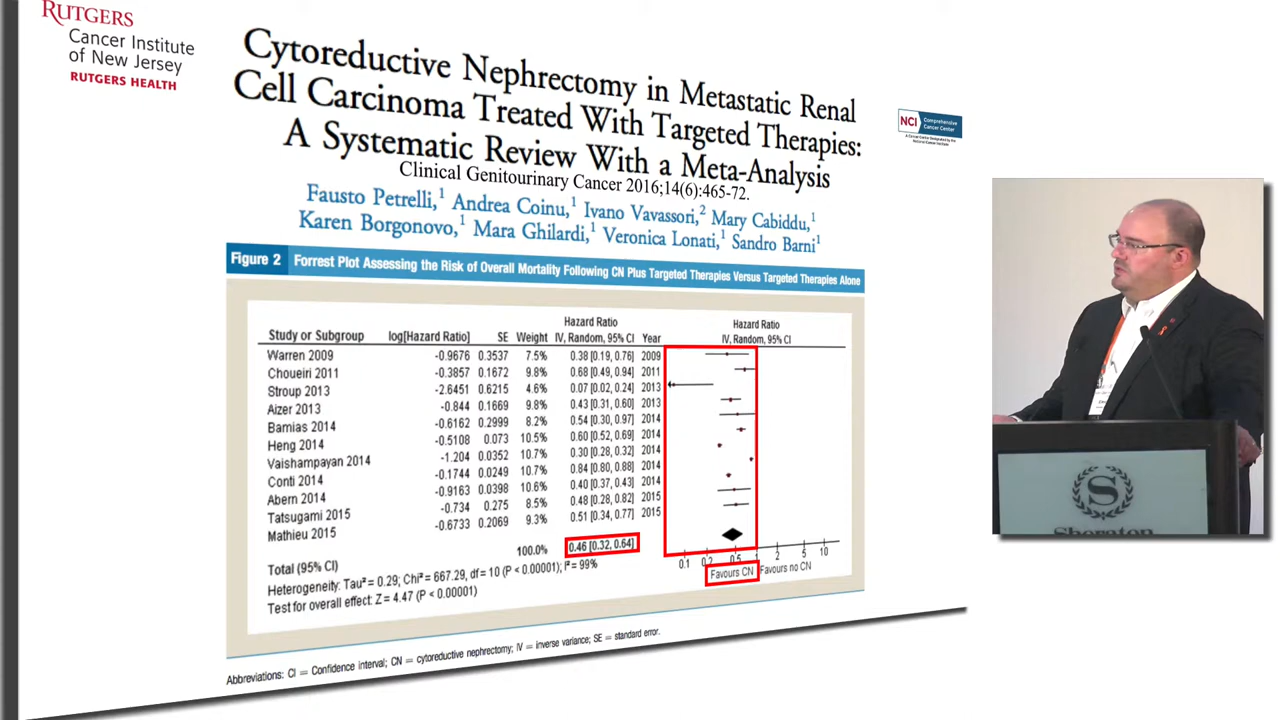 RUTGERS
Cancer Institute
of New Jersey
RUTGERS HEALTH
Cytoreductive Nephrectomy in Metastatic Renal
Cell Carcinoma Treated With Targeted Therapies:
A Systematic Review With a Meta-Analysis
Clinical Genitourinary Cancer 2016;14(6):465-72.
Fausto Petrelli,1 Andrea Coinu,1 Ivano Vavassori,2 Mary Cabiddu,1
Karen Borgonovo,1 Mara Ghilardi,1 Veronica Lonati,1 Sandro Barni1
NCI Comprehensive
Cancer Center
A Cancer Center Designated by the
National Cancer Institute
Figure 2 Forrest Plot Assessing the Risk of Overall Mortality Following CN Plus Targeted Therapies Versus Targeted Therapies Alone
Hazard Ratio Hazard Ratio
Study or Subgroup log[Hazard Ratio] SE Weight IV, Random, 95% CI Year IV, Random, 95% CI
Warren 2009 -0.9676 0.3537 7.5% 0.38 [0.19, 0.76] 2009
Choueiri 2011 -0.3857 0.1672 9.8% 0.68 [0.49, 0.94] 2011
Stroup 2013 -2.6451 0.6215 4.6% 0.07 [0.02, 0.24] 2013
Aizer 2013 -0.844 0.1669 9.8% 0.43 [0.31, 0.60] 2013
Bamias 2014 -0.6162 0.2999 8.2% 0.54 [0.30, 0.97] 2014
Heng 2014 -0.5108 0.073 10.5% 0.60 [0.52, 0.69] 2014
Vaishampayan 2014 -1.204 0.0352 10.7% 0.30 [0.28, 0.32] 2014
Conti 2014 -0.1744 0.0249 10.7% 0.84 [0.80, 0.88] 2014
Abern 2014 -0.9163 0.0398 10.6% 0.40 [0.37, 0.43] 2014
Tatsugami 2015 -0.734 0.275 8.5% 0.48 [0.28, 0.82] 2015
Mathieu 2015 -0.6733 0.2069 9.3% 0.51 [0.34, 0.77] 2015
Total (95% CI) 100.0% 0.46 [0.32, 0.64]
Heterogeneity: Tau² = 0.29; Chi² = 667.29, df = 10 (P < 0.00001); I² = 99%
Test for overall effect: Z = 4.47 (P < 0.00001)
0.1 0.2 0.5 1 2 5 10
Favours CN Favours no CN
Abbreviations: CI = Confidence interval; CN = cytoreductive nephrectomy; IV = inverse variance; SE = standard error.
S
Sheraton